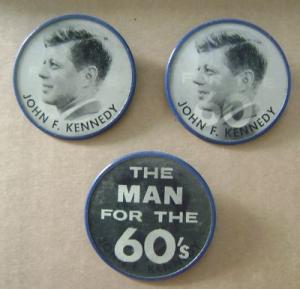 JOHN F. KENNEDY
JOHN F. KENNEDY
THE
MAN
FOR THE
60's